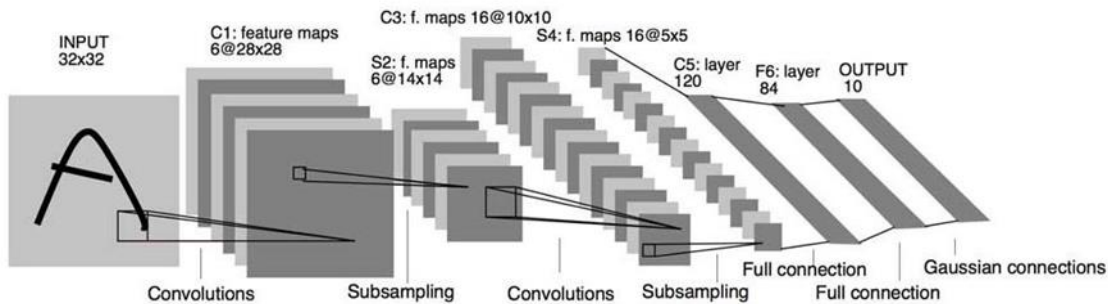 INPUT
32x32
C1: feature maps
6@28x28
S2: f. maps
6@14x14
C3: f. maps 16@10x10
S4: f. maps 16@5x5
C5: layer
120
F6: layer
84
OUTPUT
10
Convolutions
Subsampling
Convolutions
Subsampling
Full connection
Full connection
Gaussian connections
A